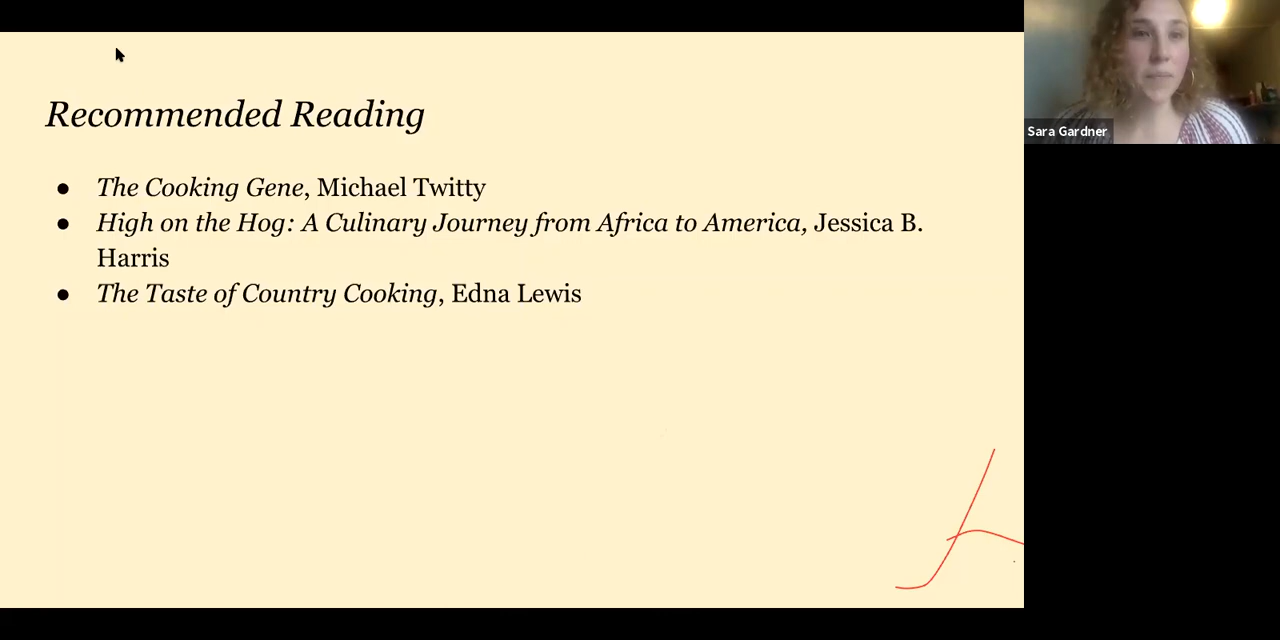 Recommended Reading
● The Cooking Gene, Michael Twitty
● High on the Hog: A Culinary Journey from Africa to America, Jessica B.
Harris
● The Taste of Country Cooking, Edna Lewis
Sara Gardner